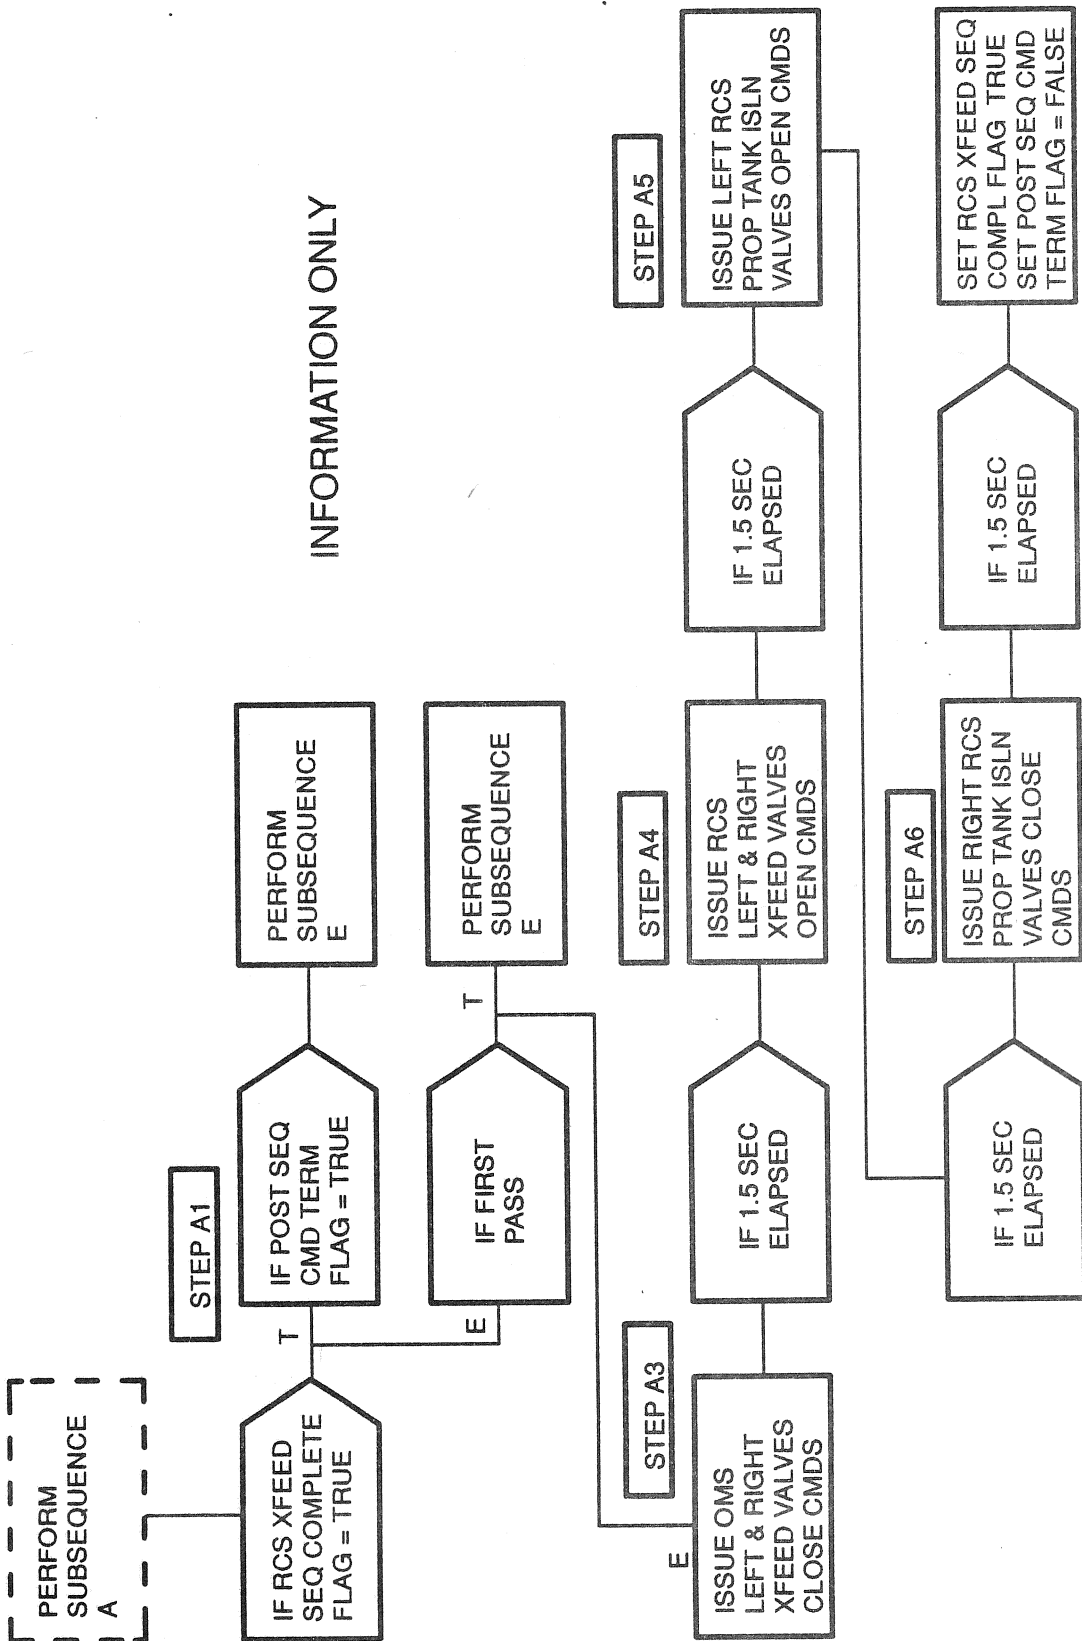 PERFORM
SUBSEQUENCE
A
IF RCS XFEED
SEQ COMPLETE
FLAG = TRUE
T
E
STEP A1
IF POST SEQ
CMD TERM
FLAG = TRUE
PERFORM
SUBSEQUENCE
E
IF FIRST
PASS
T
PERFORM
SUBSEQUENCE
E
INFORMATION ONLY
E
STEP A3
ISSUE OMS
LEFT & RIGHT
XFEED VALVES
CLOSE CMDS
IF 1.5 SEC
ELAPSED
STEP A4
ISSUE RCS
LEFT & RIGHT
XFEED VALVES
OPEN CMDS
IF 1.5 SEC
ELAPSED
STEP A5
ISSUE LEFT RCS
PROP TANK ISLN
VALVES OPEN CMDS
IF 1.5 SEC
ELAPSED
STEP A6
ISSUE RIGHT RCS
PROP TANK ISLN
VALVES CLOSE
CMDS
IF 1.5 SEC
ELAPSED
SET RCS XFEED SEQ
COMPL FLAG TRUE
SET POST SEQ CMD
TERM FLAG = FALSE